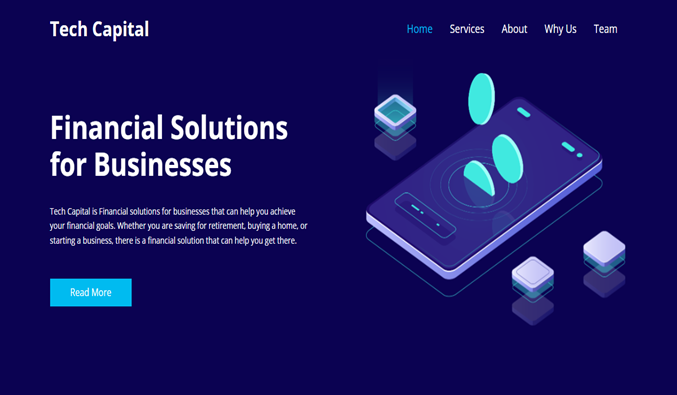 Tech Capital
Home Services About Why Us Team
Financial Solutions
for Businesses
Tech Capital is Financial solutions for businesses that can help you achieve
your financial goals. Whether you are saving for retirement, buying a home, or
starting a business, there is a financial solution that can help you get there.
Read More